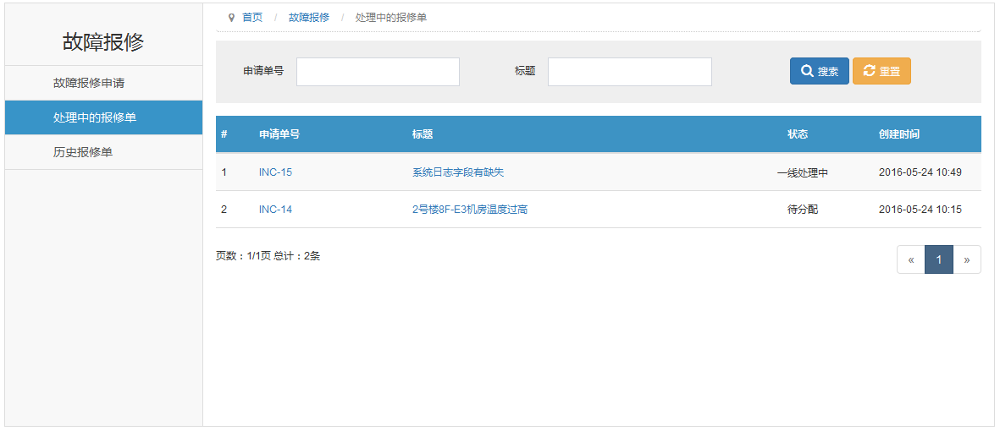 故障报修
故障报修申请
处理中的报修单
历史报修单
首页 / 故障报修 / 处理中的报修单
申请单号 标题 搜索 重置
# 申请单号 标题 状态 创建时间
1 INC-15 系统日志字段有缺失 一线处理中 2016-05-24 10:49
2 INC-14 2号楼8F-E3机房温度过高 待分配 2016-05-24 10:15
页数：1/1页 总计：2条 « 1 »